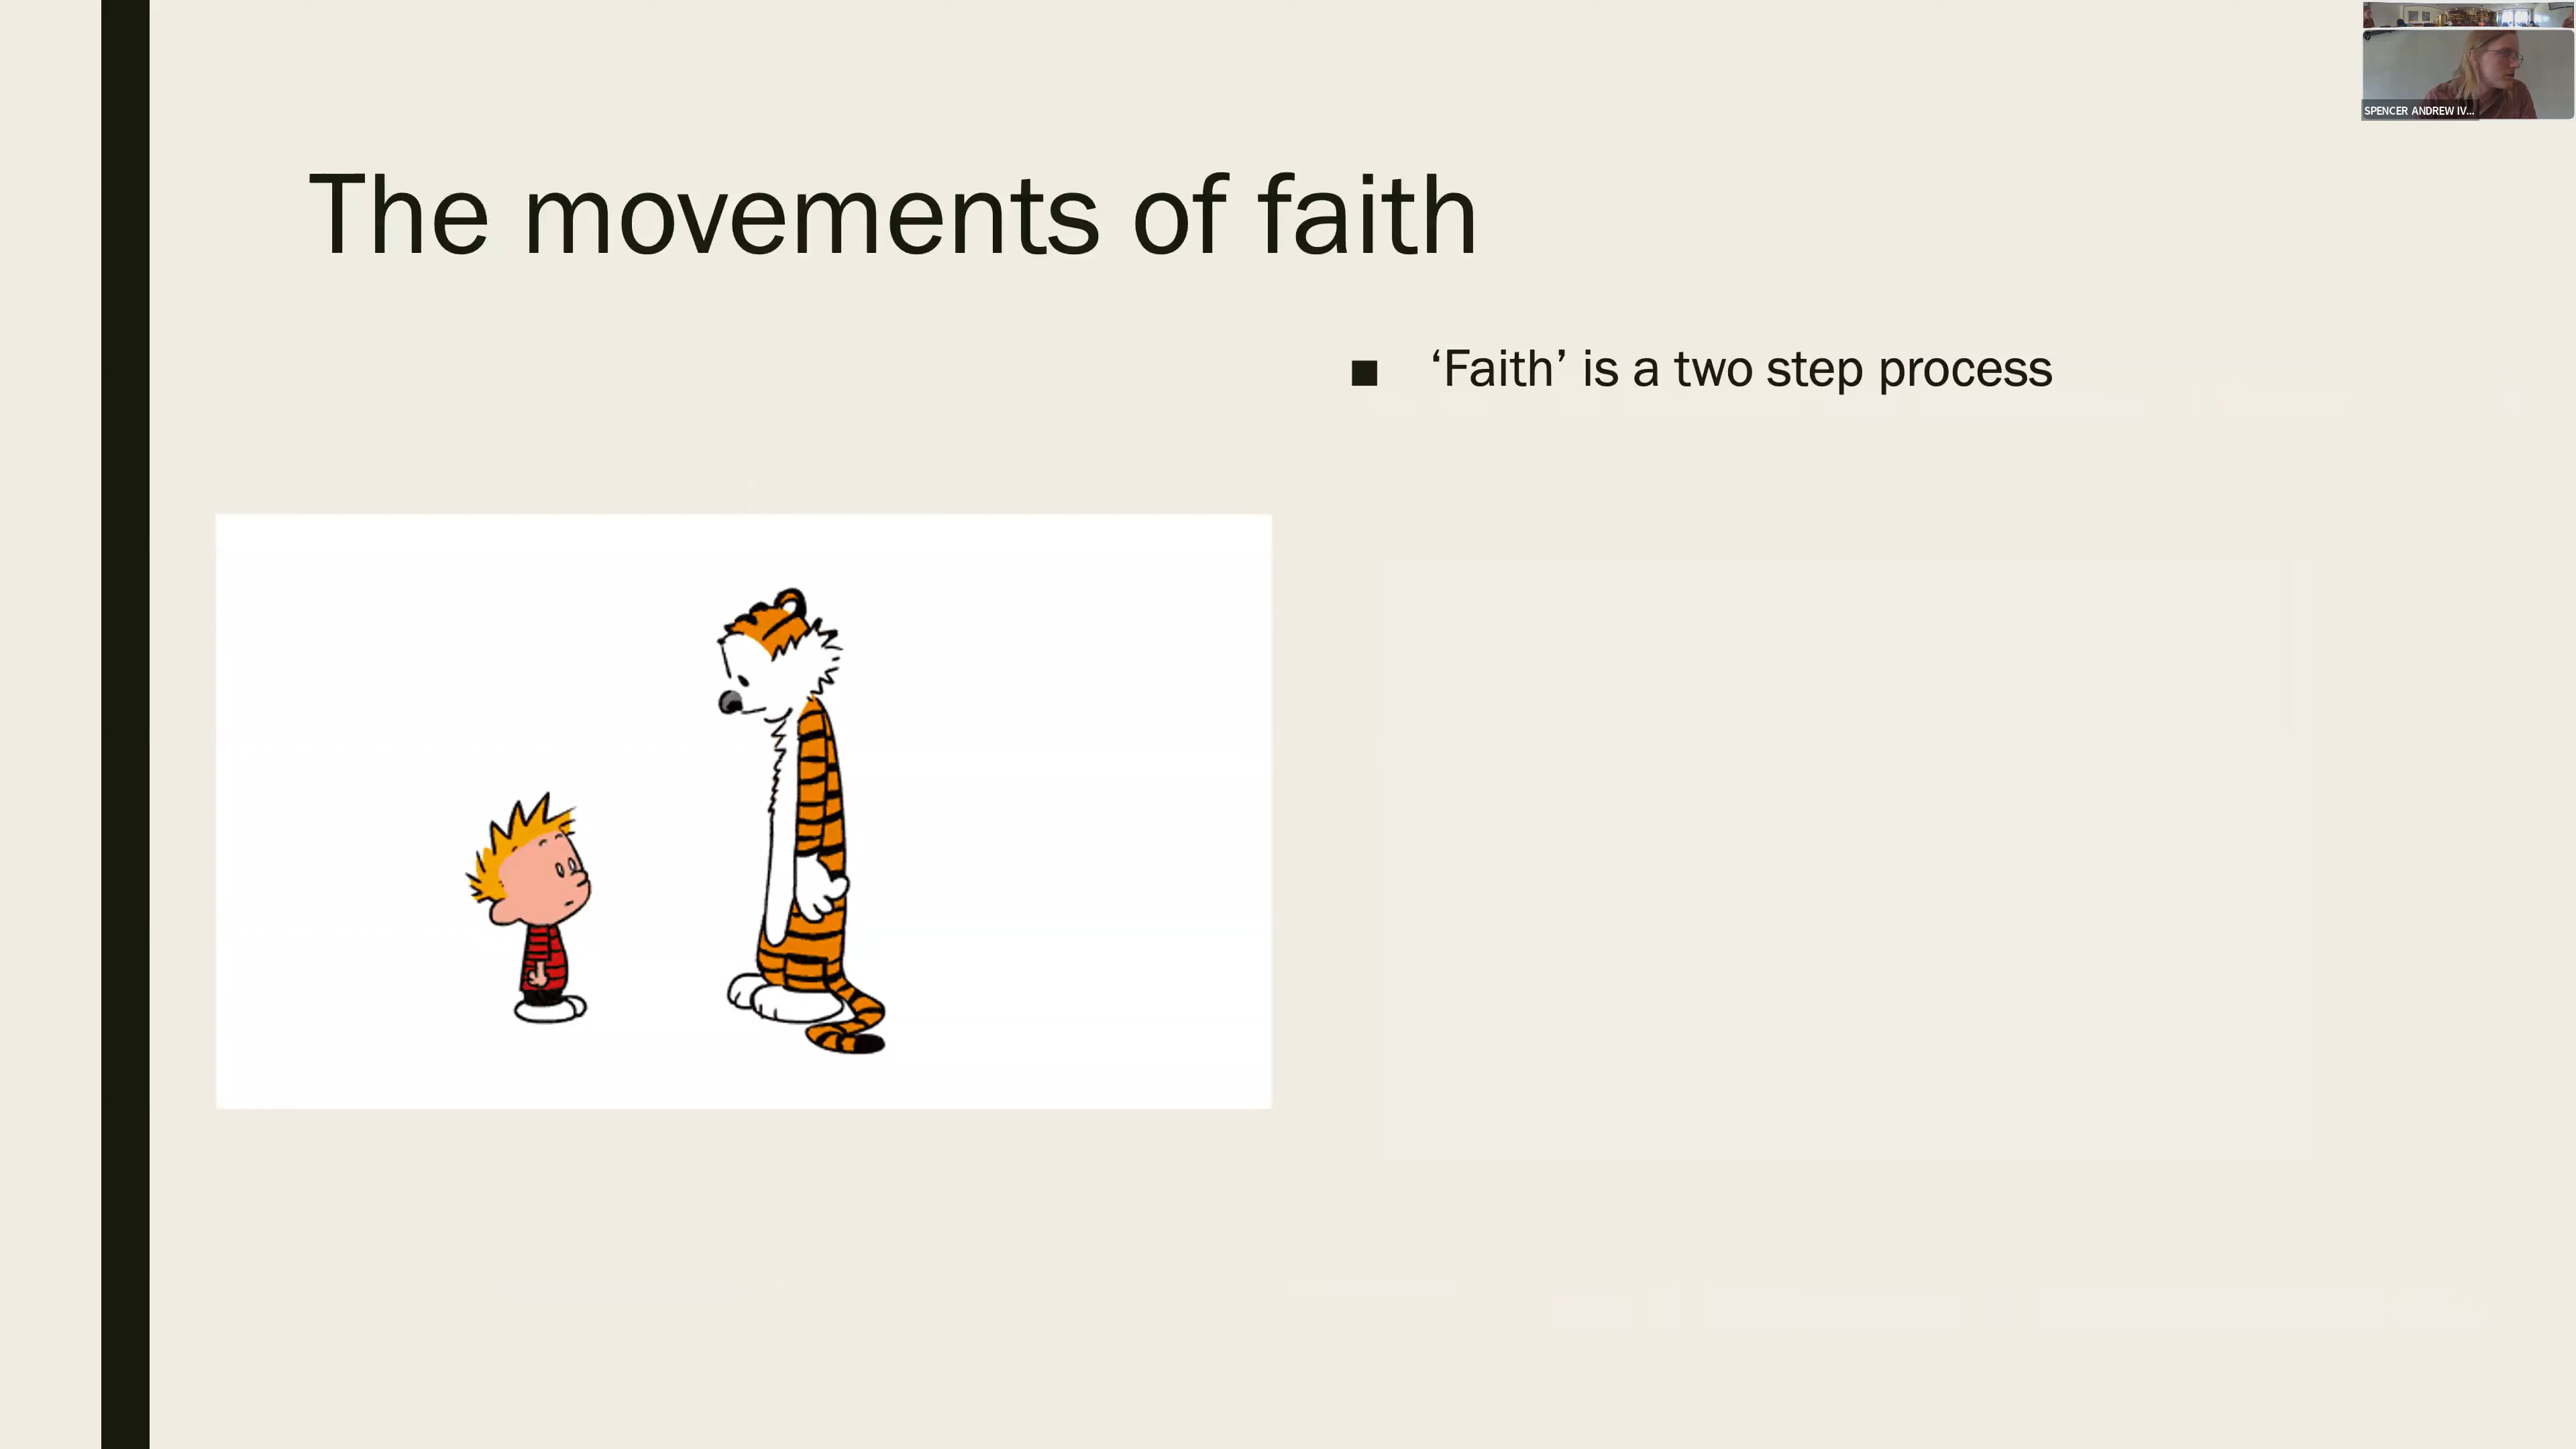 SPENCER ANDREW IV...
The movements of faith
■ ‘Faith’ is a two step process